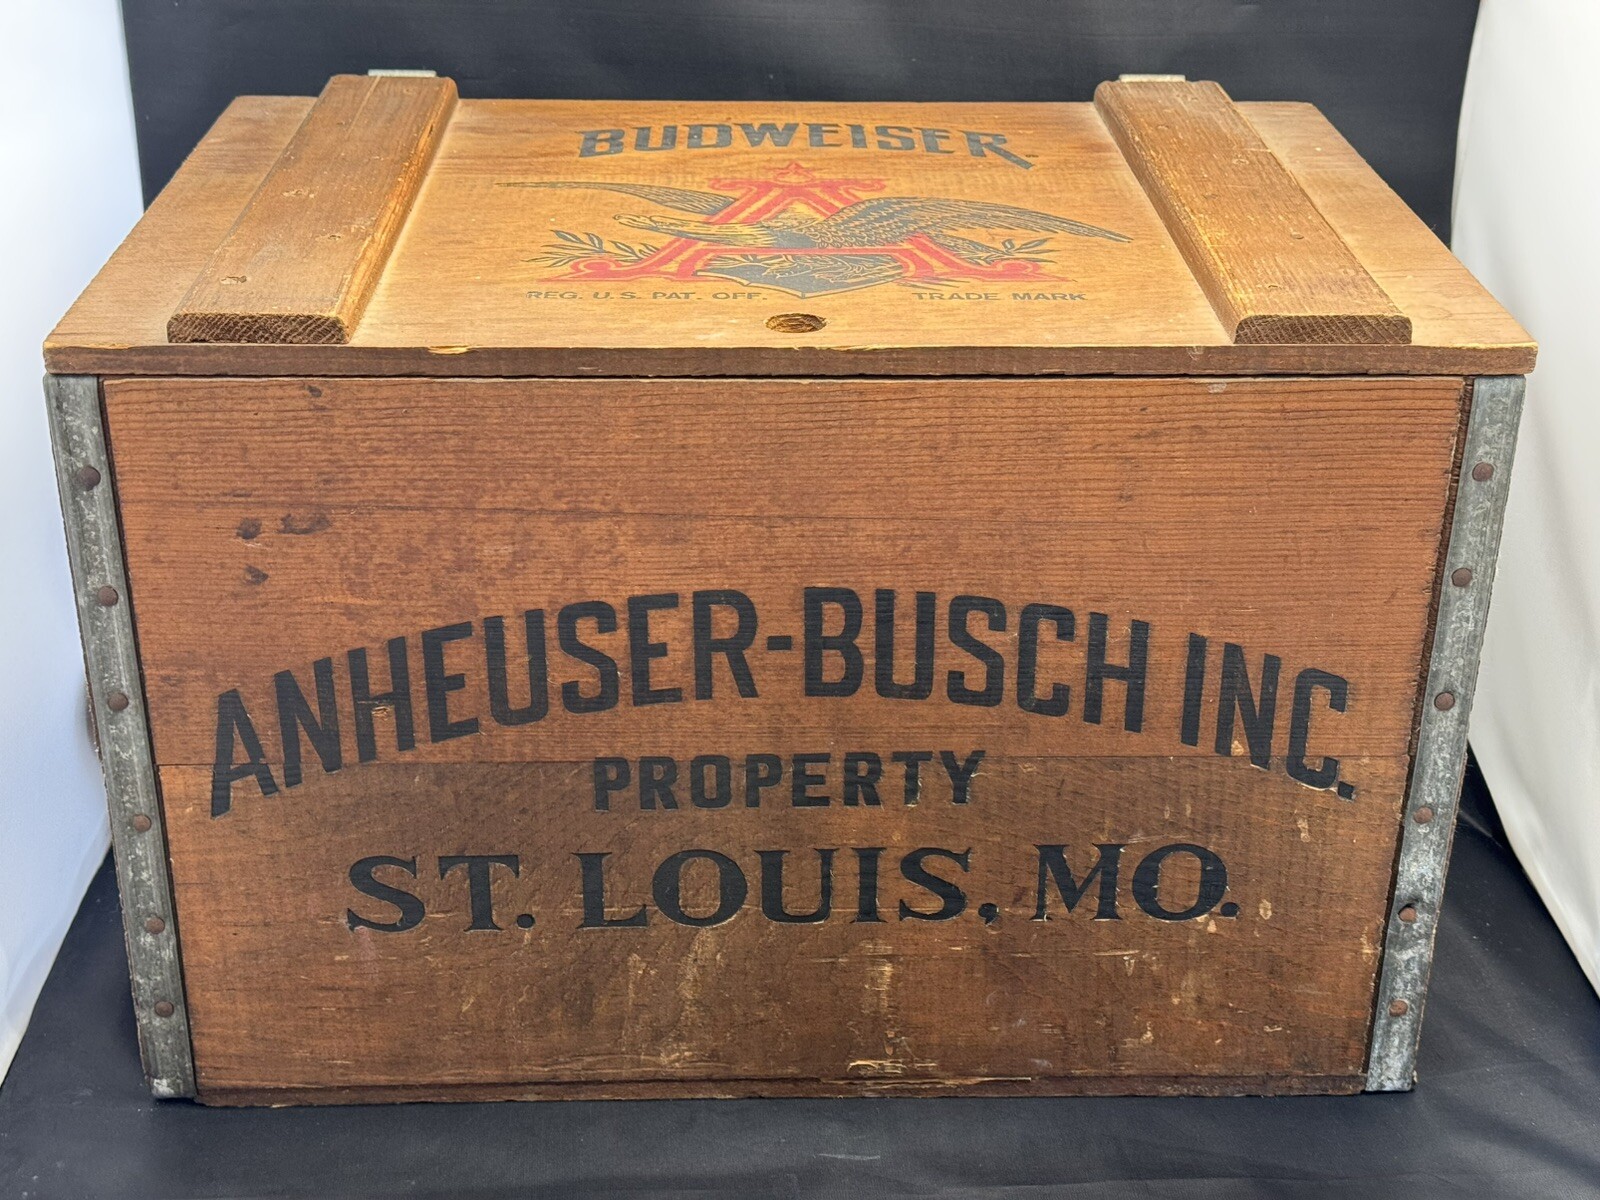 BUDWEISER
A
REG. U.S. PAT. OFF. TRADE MARK
ANHEUSER-BUSCH INC.
PROPERTY
ST. LOUIS, MO.